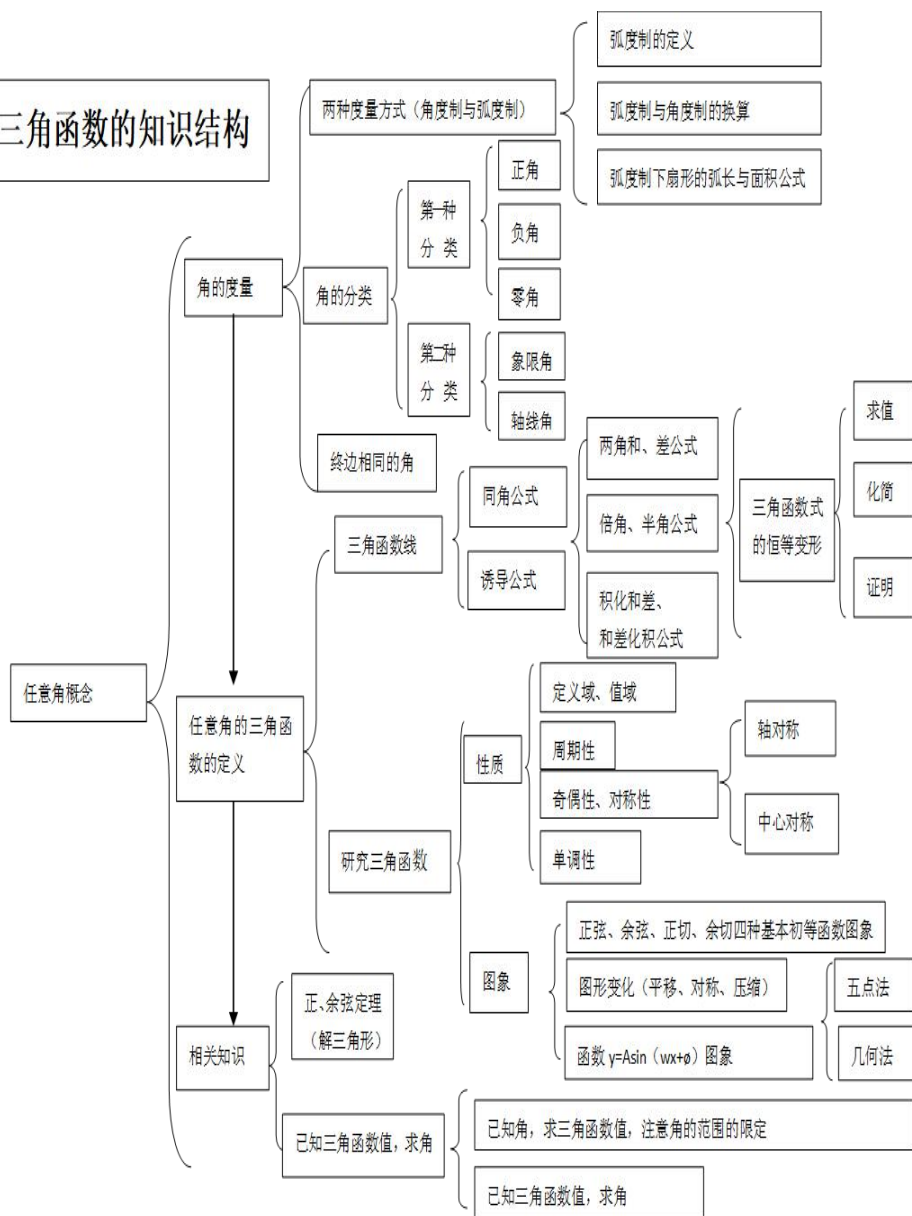 三角函数的知识结构
弧度制的定义
两种度量方式（角度制与弧度制）
弧度制与角度制的换算
弧度制下扇形的弧长与面积公式
正角
第一种
分 类
负角
零角
角的度量
角的分类
第二种
分 类
象限角
轴线角
终边相同的角
求值
两角和、差公式
同角公式
化简
三角函数式
的恒等变形
倍角、半角公式
三角函数线
诱导公式
证明
积化和差、
和差化积公式
任意角概念
定义域、值域
任意角的三角函
数的定义
轴对称
周期性
性质
奇偶性、对称性
中心对称
研究三角函数
单调性
正弦、余弦、正切、余切四种基本初等函数图象
图象
图形变化（平移、对称、压缩）
五点法
正、余弦定理
（解三角形）
相关知识
函数 y=Asin（wx+ø）图象
几何法
已知三角函数值，求角
已知角，求三角函数值，注意角的范围的限定
已知三角函数值，求角